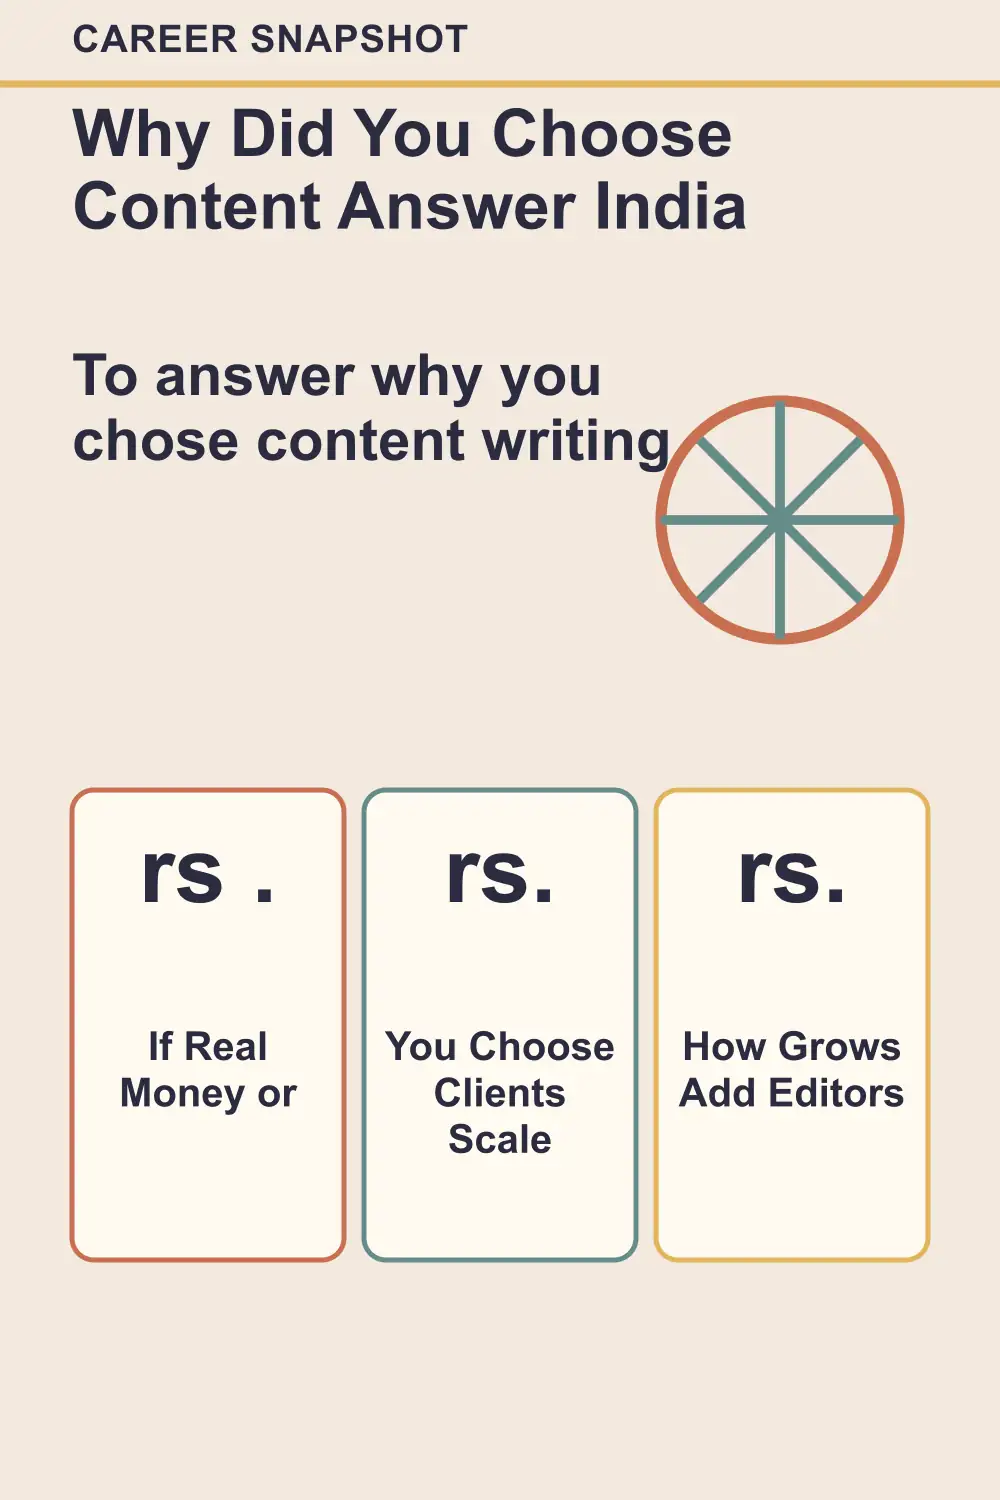 CAREER SNAPSHOT
Why Did You Choose
Content Answer India
To answer why you
chose content writing
rs .
If Real
Money or
rs.
You Choose
Clients
Scale
rs.
How Grows
Add Editors